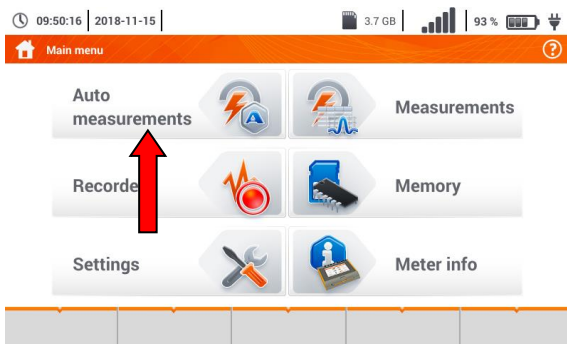 09:50:16 2018-11-15 3.7 GB 93 %
Main menu ?
Auto
measurements
Measurements
Recorde
Memory
Settings
Meter info